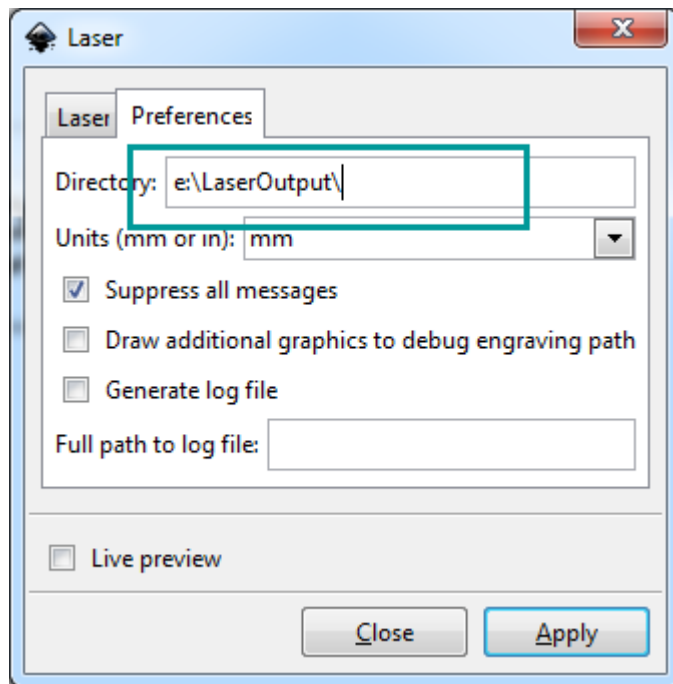 Laser
Laser Preferences
Directory: e:\LaserOutput\
Units (mm or in): mm
Suppress all messages
Draw additional graphics to debug engraving path
Generate log file
Full path to log file:
Live preview
Close Apply